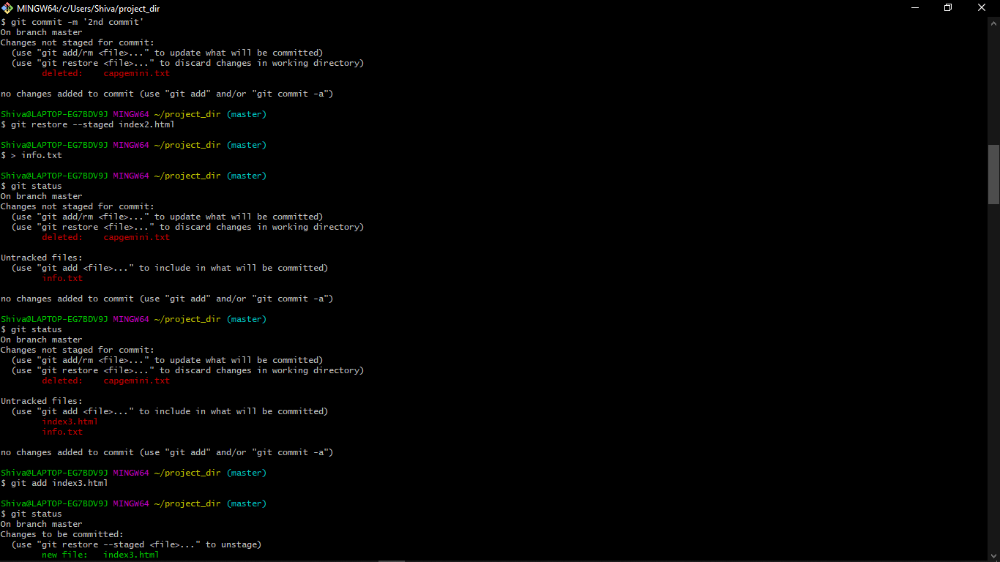 MINGW64:/c/Users/Shiva/project_dir
$ git commit -m '2nd commit'
On branch master
Changes not staged for commit:
  (use "git add/rm <file>..." to update what will be committed)
  (use "git restore <file>..." to discard changes in working directory)
        deleted:    capgemini.txt

no changes added to commit (use "git add" and/or "git commit -a")

Shiva@LAPTOP-EG7BDV9J MINGW64 ~/project_dir (master)
$ git restore --staged index2.html

Shiva@LAPTOP-EG7BDV9J MINGW64 ~/project_dir (master)
$ > info.txt

Shiva@LAPTOP-EG7BDV9J MINGW64 ~/project_dir (master)
$ git status
On branch master
Changes not staged for commit:
  (use "git add/rm <file>..." to update what will be committed)
  (use "git restore <file>..." to discard changes in working directory)
        deleted:    capgemini.txt

Untracked files:
  (use "git add <file>..." to include in what will be committed)
        info.txt

no changes added to commit (use "git add" and/or "git commit -a")

Shiva@LAPTOP-EG7BDV9J MINGW64 ~/project_dir (master)
$ git status
On branch master
Changes not staged for commit:
  (use "git add/rm <file>..." to update what will be committed)
  (use "git restore <file>..." to discard changes in working directory)
        deleted:    capgemini.txt

Untracked files:
  (use "git add <file>..." to include in what will be committed)
        index3.html
        info.txt

no changes added to commit (use "git add" and/or "git commit -a")

Shiva@LAPTOP-EG7BDV9J MINGW64 ~/project_dir (master)
$ git add index3.html

Shiva@LAPTOP-EG7BDV9J MINGW64 ~/project_dir (master)
$ git status
On branch master
Changes to be committed:
  (use "git restore --staged <file>..." to unstage)
        new file:   index3.html